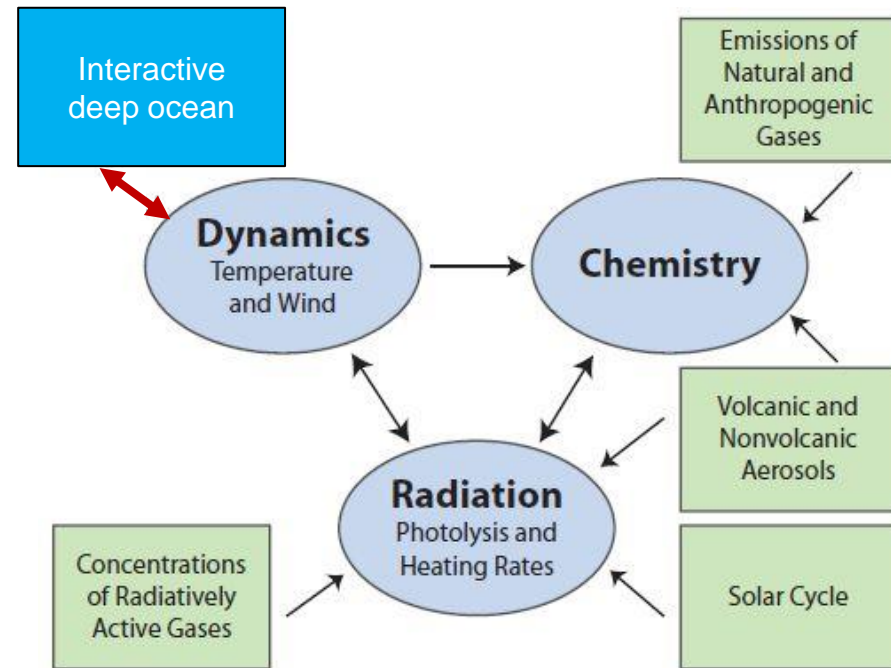 Interactive
deep ocean
Emissions of
Natural and
Anthropogenic
Gases
Dynamics
Temperature
and Wind
Chemistry
Volcanic and
Nonvolcanic
Aerosols
Radiation
Photolysis and
Heating Rates
Concentrations
of Radiatively
Active Gases
Solar Cycle